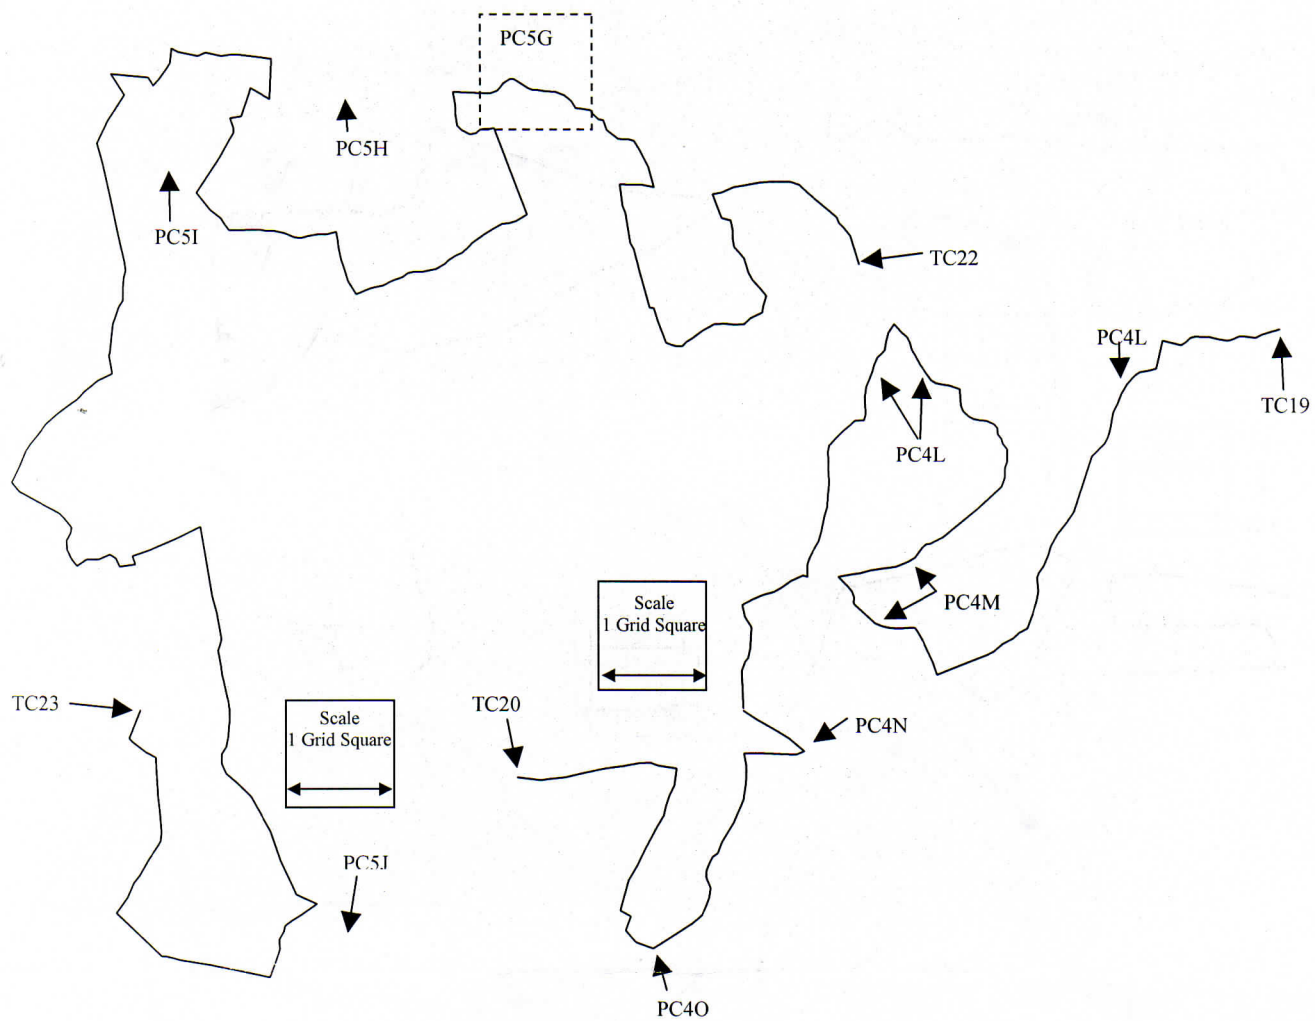 PC5G
PC5H
PC5I
TC22
PC4L
TC19
PC4L
PC4M
Scale
1 Grid Square
TC23
TC20
Scale
1 Grid Square
PC4N
PC5J
PC4O